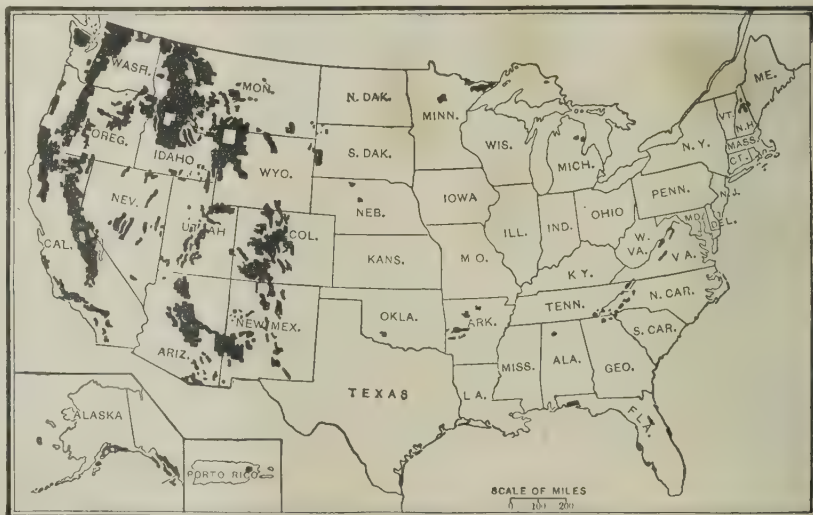 WASH.
MON.
N. DAK.
MINN.
ME.
OREG.
IDAHO
S. DAK.
WIS.
MICH.
VT.
N.H.
N.Y.
MASS.
CT.
WYO.
NEB.
IOWA
PENN.
N.J.
NEV.
UTAH
COL.
ILL.
IND.
OHIO
MD.
DEL.
W.
VA.
VA.
CAL.
KANS.
MO.
KY.
ARIZ.
NEW MEX.
OKLA.
ARK.
TENN.
N. CAR.
S. CAR.
TEXAS
LA.
MISS.
ALA.
GEO.
FLA.
ALASKA
PORTO RICO
SCALE OF MILES
0 100 200